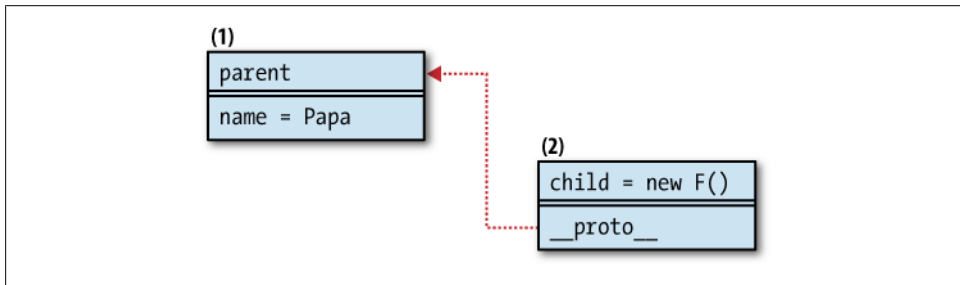 (1)
parent
name = Papa
(2)
child = new F()
__proto__